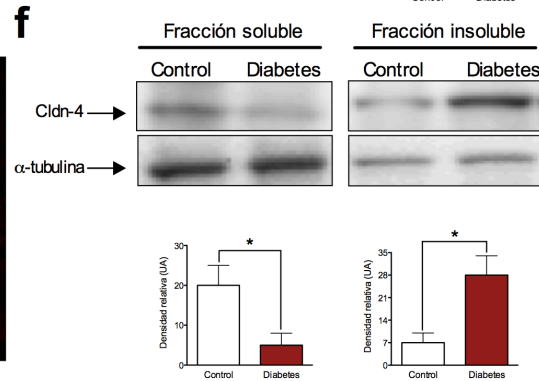 f
Fracción soluble
Fracción insoluble
Control Diabetes
Control Diabetes
Cldn-4
α-tubulina
*
*
Densidad relativa (UA)
30
20
10
0
Control Diabetes
Densidad relativa (UA)
35
28
21
14
7
0
Control Diabetes